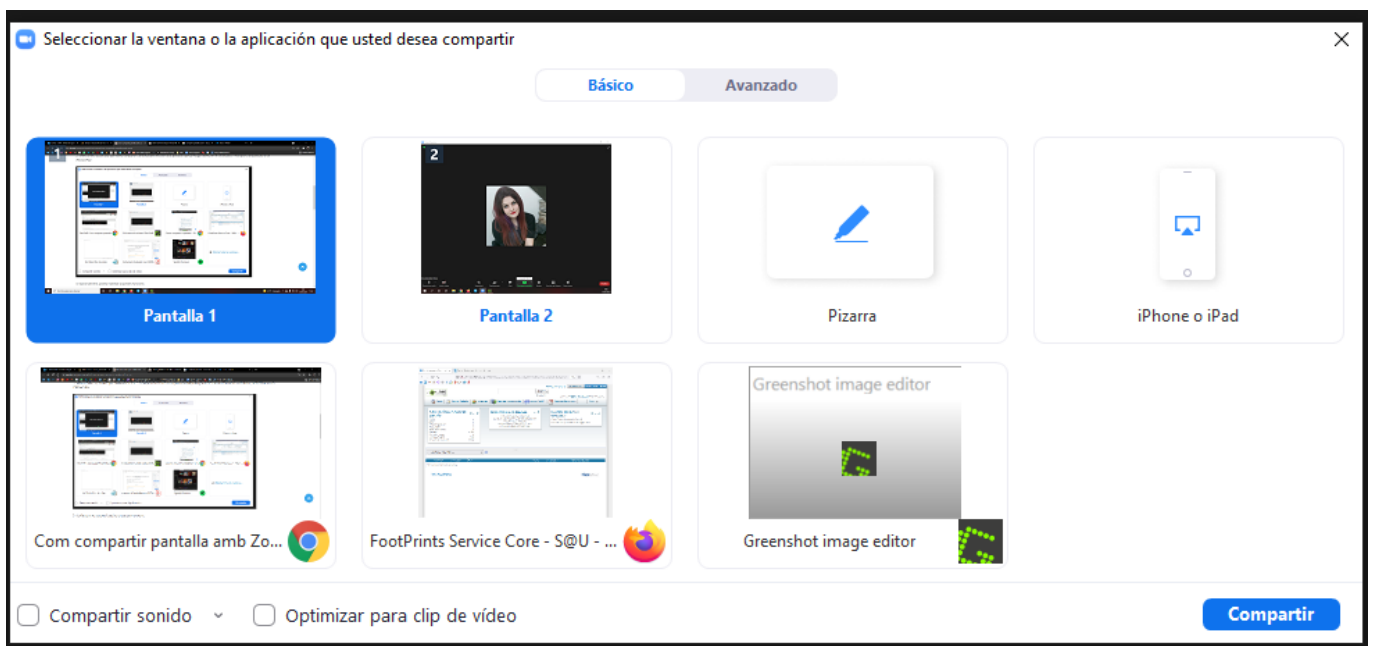 Seleccionar la ventana o la aplicación que usted desea compartir
Básico
Avanzado
1
2
Pantalla 1
Pantalla 2
Pizarra
iPhone o iPad
Greenshot image editor
Com compartir pantalla amb Zo...
FootPrints Service Core - S@U - ...
Greenshot image editor
Compartir sonido
Optimizar para clip de vídeo
Compartir